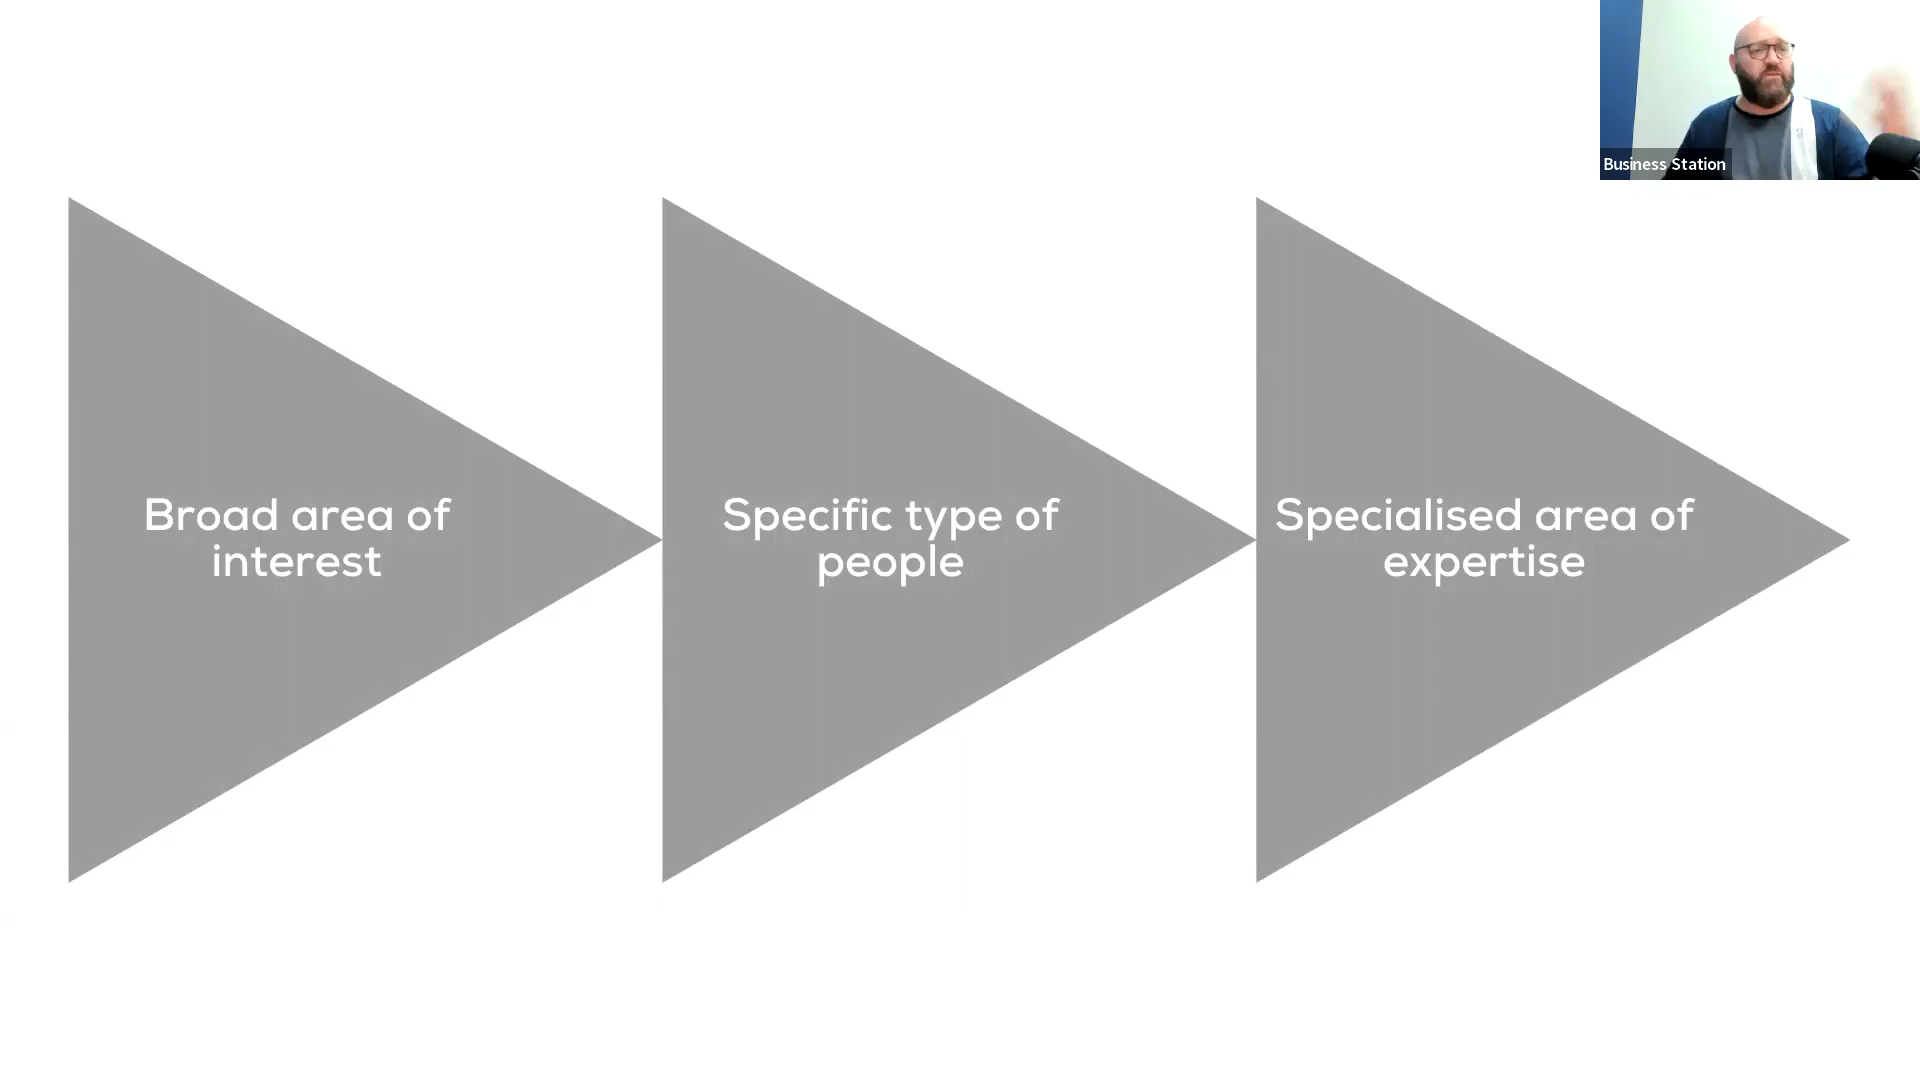 Business Station
Broad area of
interest
Specific type of
people
Specialised area of
expertise